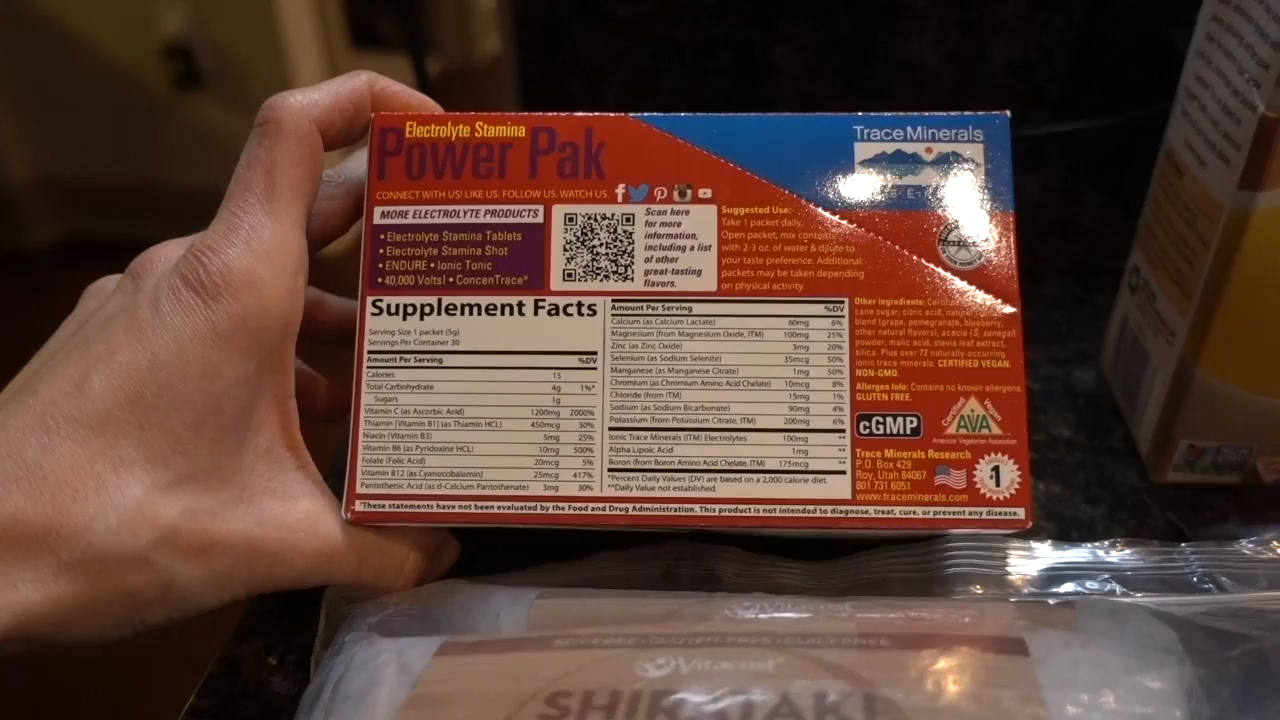 Electrolyte Stamina
Power Pak
CONNECT WITH US! LIKE US. FOLLOW US. WATCH US.
MORE ELECTROLYTE PRODUCTS
• Electrolyte Stamina Tablets
• Electrolyte Stamina Shot
• ENDURE • Ionic Tonic
• 40,000 Volts! • ConcenTrace®
Scan here
for more
information,
including a list
of other
great-tasting
flavors.
Suggested Use:
Take 1 packet daily.
Open packet, mix contents
with 2-3 oz. of water & dilute to
your taste preference. Additional
packets may be taken depending
on physical activity.
Trace Minerals
Supplement Facts
Serving Size 1 packet (5g)
Servings Per Container 30
Amount Per Serving %DV
Calories 15
Total Carbohydrate 4g 1%*
Sugars 1g
Vitamin C (as Ascorbic Acid) 1200mg 2000%
Thiamin (Vitamin B1) (as Thiamin HCL) 450mcg 30%
Niacin (Vitamin B3) 5mg 25%
Vitamin B6 (as Pyridoxine HCL) 10mg 500%
Folate (Folic Acid) 20mcg 5%
Vitamin B12 (as Cyanocobalamin) 25mcg 417%
Pantothenic Acid (as d-Calcium Pantothenate) 3mg 30%
Amount Per Serving %DV
Calcium (as Calcium Lactate) 60mg 6%
Magnesium (from Magnesium Oxide, ITM) 100mg 25%
Zinc (as Zinc Oxide) 3mg 20%
Selenium (as Sodium Selenite) 35mcg 50%
Manganese (as Manganese Citrate) 1mg 50%
Chromium (as Chromium Amino Acid Chelate) 10mcg 8%
Chloride (from ITM) 15mg 1%
Sodium (as Sodium Bicarbonate) 90mg 4%
Potassium (from Potassium Citrate, ITM) 200mg 6%
Ionic Trace Minerals (ITM) Electrolytes 100mg **
Alpha Lipoic Acid 1mg **
Boron (from Boron Amino Acid Chelate, ITM) 175mcg **
*Percent Daily Values (DV) are based on a 2,000 calorie diet.
**Daily Value not established.
Other ingredients:
cane sugar, citric acid,
blend (grape, pomegranate, blueberry,
other natural flavors), acacia (S. senegal)
powder, malic acid, stevia leaf extract,
silica. Plus over 72 naturally-occurring
ionic trace minerals. CERTIFIED VEGAN.
NON-GMO.
Allergen Info: Contains no known allergens.
GLUTEN FREE.
cGMP
Certified Vegan
AVA
American Vegetarian Association
Trace Minerals Research
P.O. Box 429
Roy, Utah 84067
801.731.6051
www.traceminerals.com
#1
†These statements have not been evaluated by the Food and Drug Administration. This product is not intended to diagnose, treat, cure, or prevent any disease.
Vitacost
SOY FREE • GLUTEN FREE • GUILT FREE
Vitacost®
SHIRATAKI